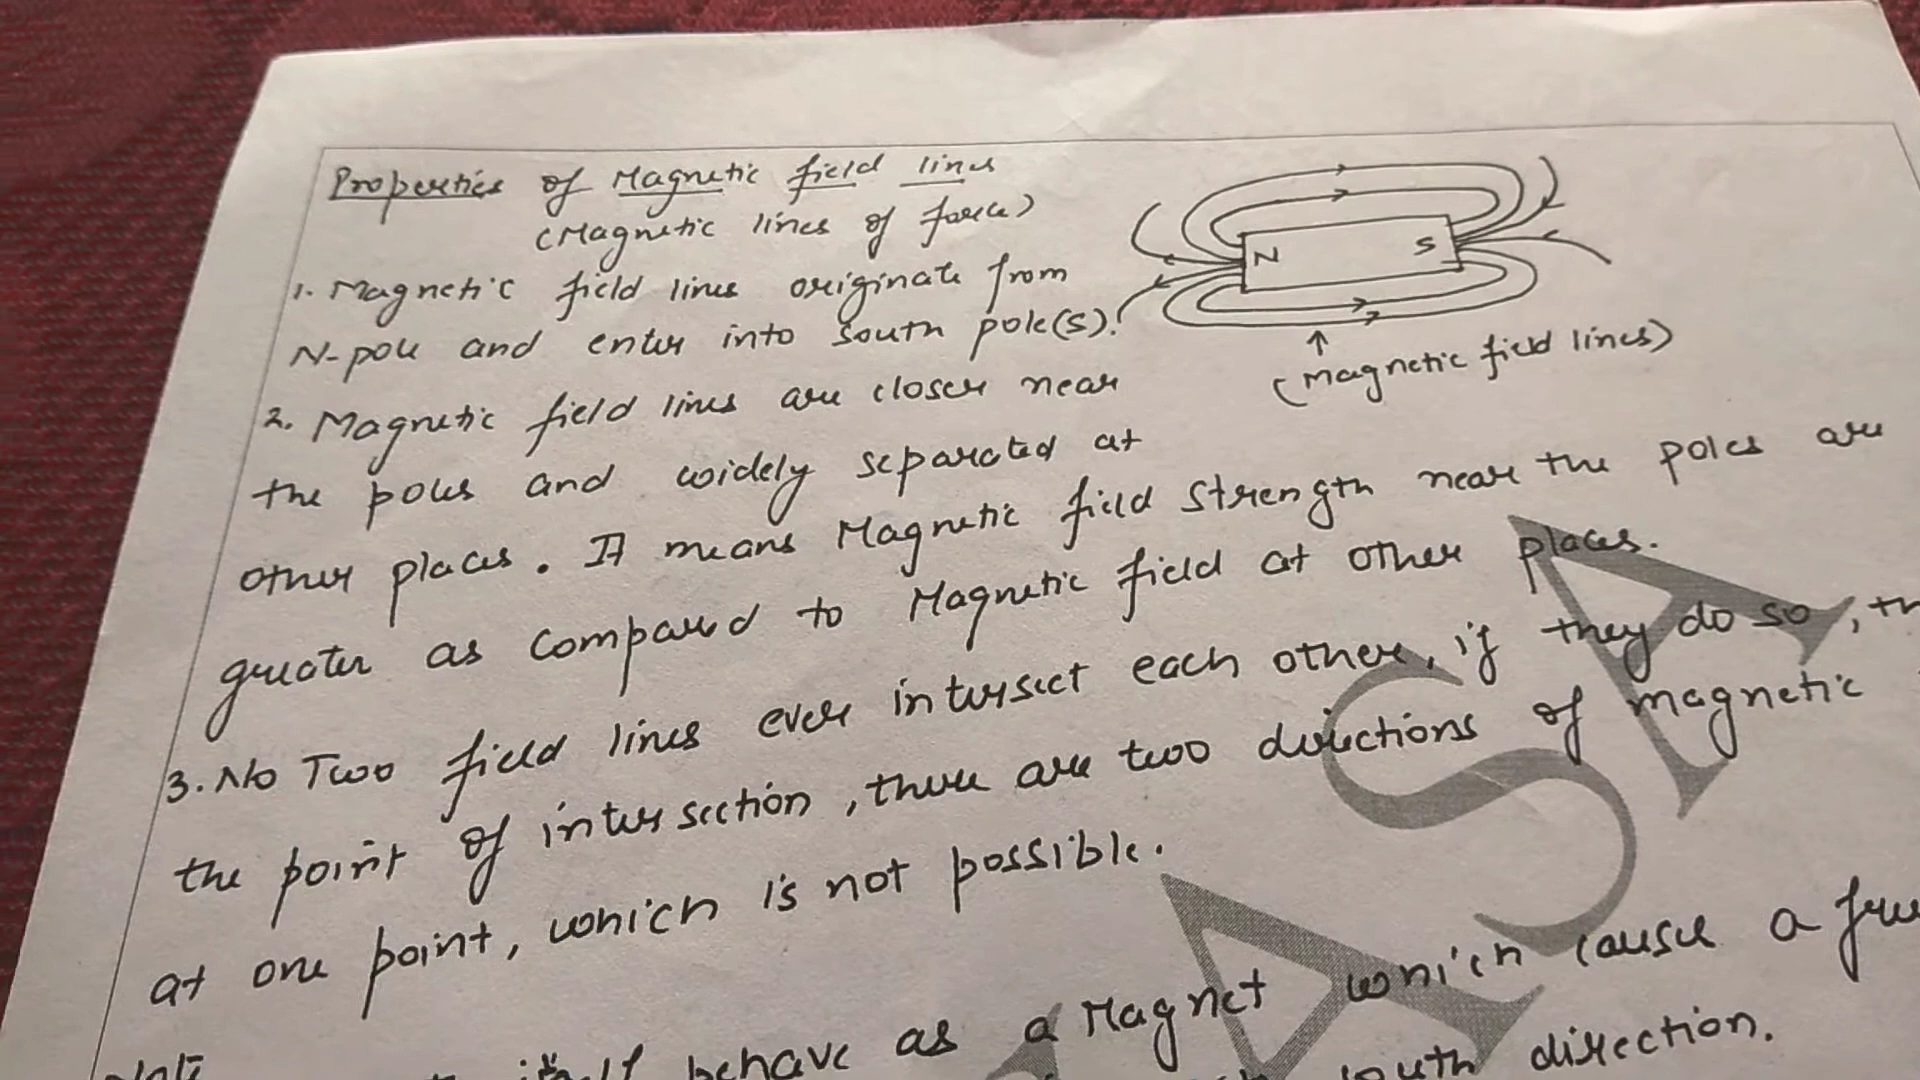 Properties of Magnetic field lines
(Magnetic lines of force)
1. Magnetic field lines originate from
N-pole and enter into south pole(s).
2. Magnetic field lines are closer near
the poles and widely separated at
other places. It means Magnetic field strength near the poles are
greater as compared to Magnetic field at other places.
3. No Two field lines ever intersect each other, if they do so,
the point of intersection, there are two directions of magnetic
at one point, which is not possible.
Note
itself behave as a Magnet which cause a
south direction.
N S
(Magnetic field lines)